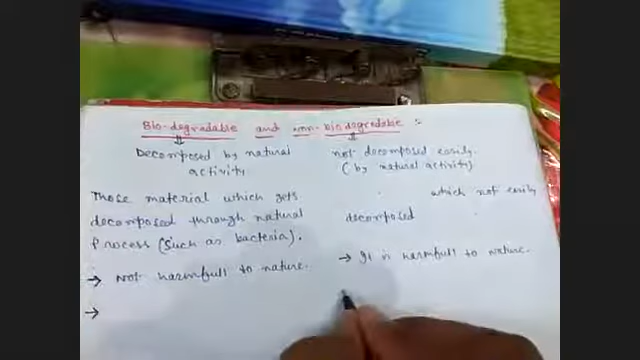 Bio-degradable and non-biodegradable :
Decomposed by natural
activity
not decomposed easily.
(by natural activity)
Those material which gets
decomposed through natural
Process (such as bacteria).
which not easily
decomposed
→ Not harmfull to nature.
→ It is harmfull to nature.
→